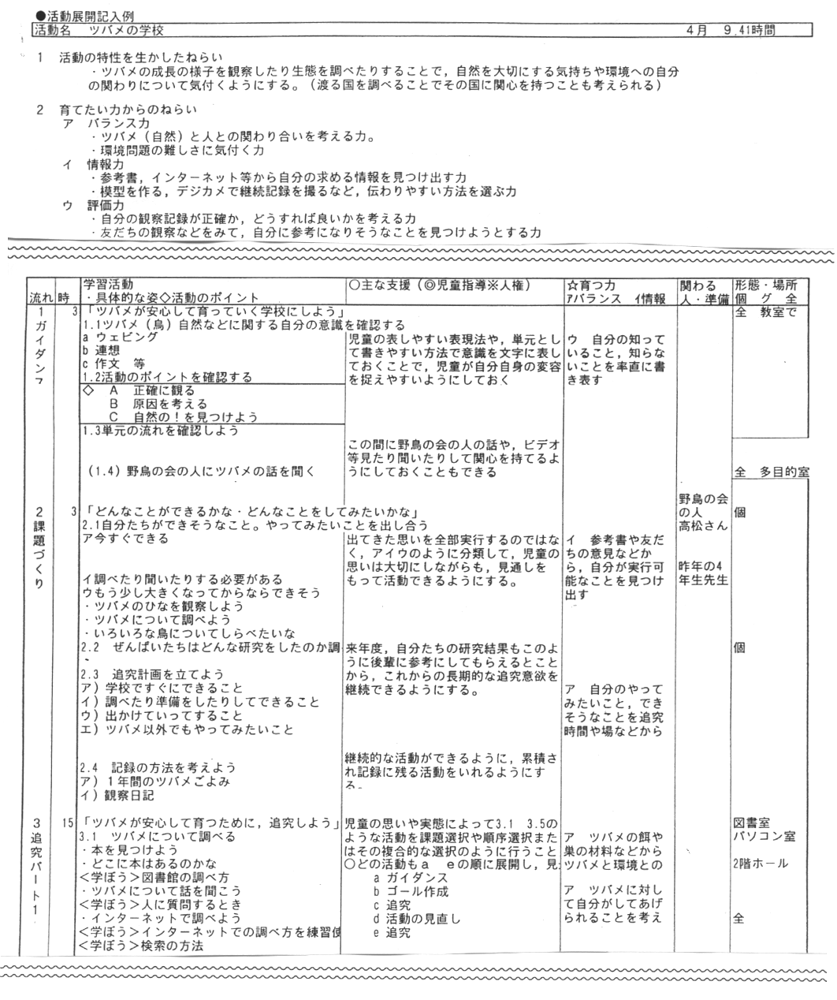 ●活動展開記入例
活動名　ツバメの学校　4月　9.41時間
1　活動の特性を生かしたねらい
・ツバメの成長の様子を観察したり生態を調べたりすることで，自然を大切にする気持ちや環境への自分
の関わりについて気付くようにする。（渡る国を調べることでその国に関心を持つことも考えられる）
2　育てたい力からのねらい
ア　バランス力
・ツバメ（自然）と人との関わり合いを考える力。
・環境問題の難しさに気付く力
イ　情報力
・参考書，インターネット等から自分の求める情報を見つけ出す力
・模型を作る，デジカメで継続記録を撮るなど，伝わりやすい方法を選ぶ力
ウ　評価力
・自分の観察記録が正確か，どうすれば良いかを考える力
・友だちの観察などをみて，自分に参考になりそうなことを見つけようとする力
流れ　時
学習活動
・具体的な姿◇活動のポイント
○主な支援（◎児童指導※人権）
☆育つ力
ｱバランス　ｲ情報
関わる
人・準備
形態・場所
個　グ　全
1
ガイダンス
3
「ツバメが安心して育っていく学校にしよう」
1.1ツバメ（鳥）自然などに関する自分の意識を確認する
a ウェビング
b 連想
c 作文　等
1.2活動のポイントを確認する
◇　A　正確に観る
B　原因を考える
C　自然の！を見つけよう
1.3単元の流れを確認しよう
(1.4) 野鳥の会の人にツバメの話を聞く
児童の表しやすい表現法や，単元とし
て書きやすい方法で意識を文字に表し
ておくことで，児童が自分自身の変容
を捉えやすいようにしておく
この間に野鳥の会の人の話や，ビデオ
等見たり聞いたりして関心を持てるよ
うにしておくこともできる
ウ　自分の知って
いること，知らな
いことを率直に書
き表す
全　教室で
全　多目的室
2
課題づくり
3
「どんなことができるかな・どんなことをしてみたいかな」
2.1自分たちができそうなこと。やってみたいことを出し合う
ア今すぐできる
イ調べたり聞いたりする必要がある
ウもう少し大きくなってからならできそう
・ツバメのひなを観察しよう
・ツバメについて調べよう
・いろいろな鳥についてしらべたいな
2.2　ぜんぱいたちはどんな研究をしたのか調
2.3　追究計画を立てよう
ア）学校ですぐにできること
イ）調べたり準備をしたりしてできること
ウ）出かけていってすること
エ）ツバメ以外でもやってみたいこと
2.4　記録の方法を考えよう
ア）１年間のツバメごよみ
イ）観察日記
出てきた思いを全部実行するのではな
く，アイウのように分類して，児童の
思いは大切にしながらも，見通しを
もって活動できるようにする。
来年度，自分たちの研究結果もこのよ
うに後輩に参考にしてもらえるとこと
から，これからの長期的な追究意欲を
継続できるようにする。
継続的な活動ができるように，累積さ
れ記録に残る活動をいれるようにす
る。
イ　参考書や友だ
ちの意見などか
ら，自分が実行可
能なことを見つけ
出す
ア　自分のやって
みたいこと，でき
そうなことを追究
時間や場などから
野鳥の会
の人
高松さん
昨年の4
年生先生
個
個
3
追究パート1
15
「ツバメが安心して育つために，追究しよう」
3.1　ツバメについて調べる
・本を見つけよう
・どこに本はあるのかな
＜学ぼう＞図書館の調べ方
・ツバメについて話を聞こう
＜学ぼう＞人に質問するとき
・インターネットで調べよう
＜学ぼう＞インターネットでの調べ方を練習
＜学ぼう＞検索の方法
児童の思いや実態によって3.1　3.5の
ような活動を課題選択や順序選択また
はその複合的な選択のように行うこと
○どの活動もａ　ｅの順に展開し，見
a ガイダンス
b ゴール作成
c 追究
d 活動の見直し
e 追究
ア　ツバメの餌や
巣の材料などから
ツバメと環境との
ア　ツバメに対し
て自分がしてあげ
られることを考え
図書室
パソコン室
2階ホール
全